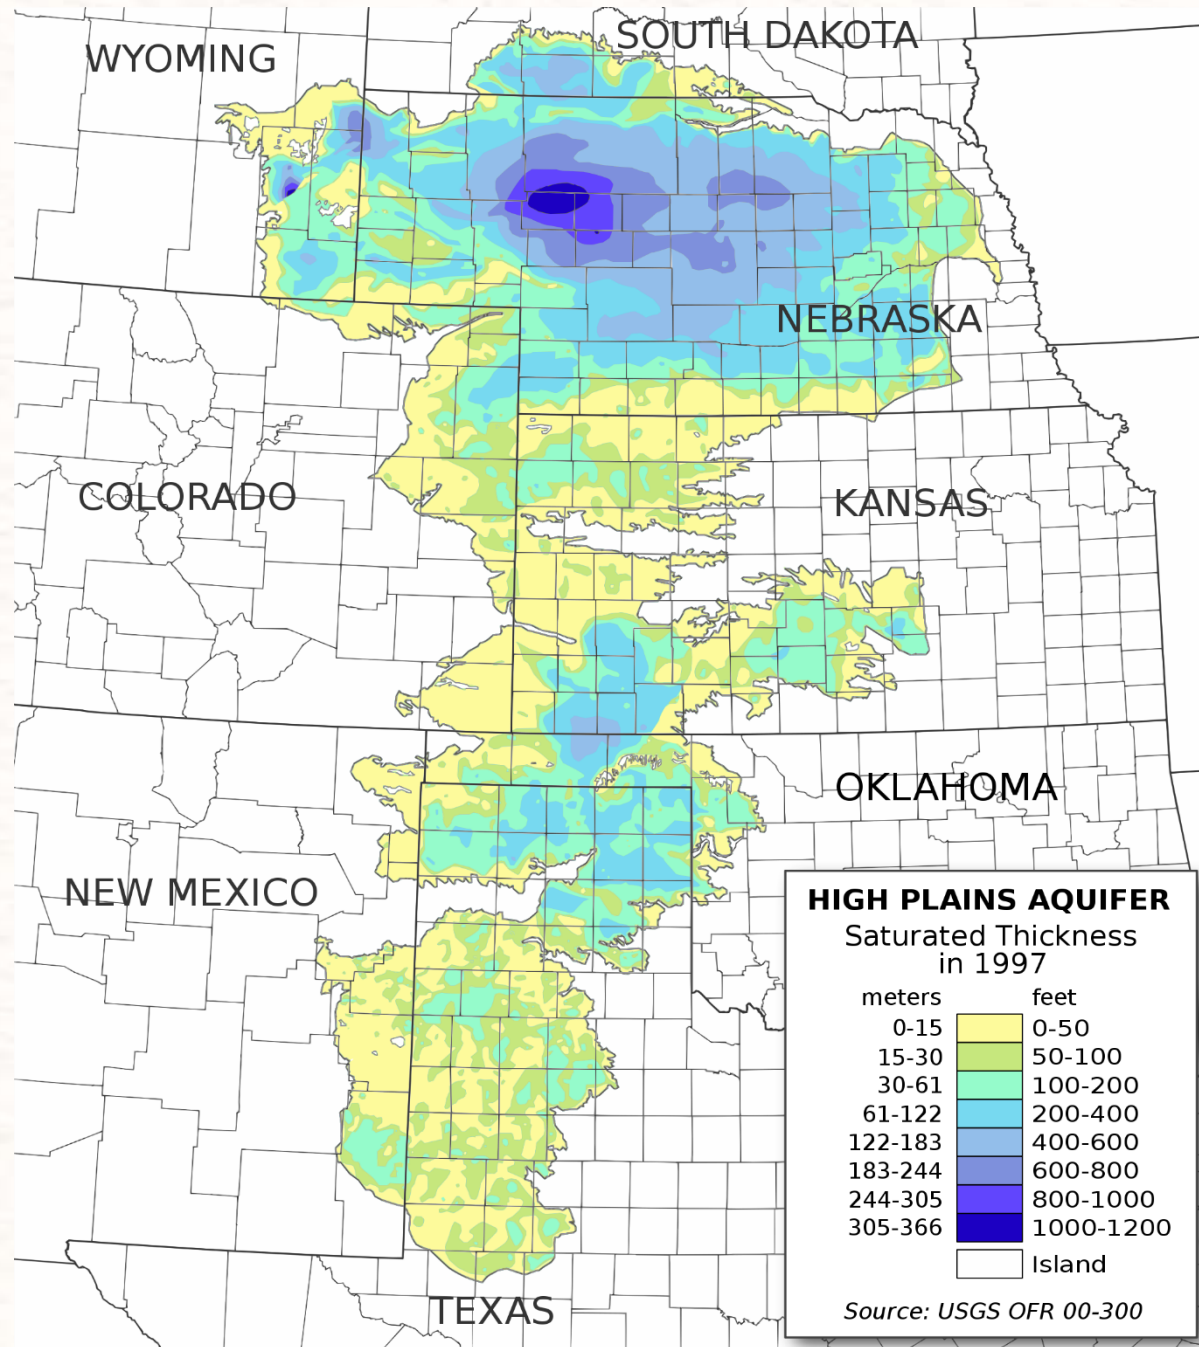 WYOMING
SOUTH DAKOTA
NEBRASKA
COLORADO
KANSAS
OKLAHOMA
NEW MEXICO
TEXAS
HIGH PLAINS AQUIFER
Saturated Thickness
in 1997
meters feet
0-15 0-50
15-30 50-100
30-61 100-200
61-122 200-400
122-183 400-600
183-244 600-800
244-305 800-1000
305-366 1000-1200
Island
Source: USGS OFR 00-300